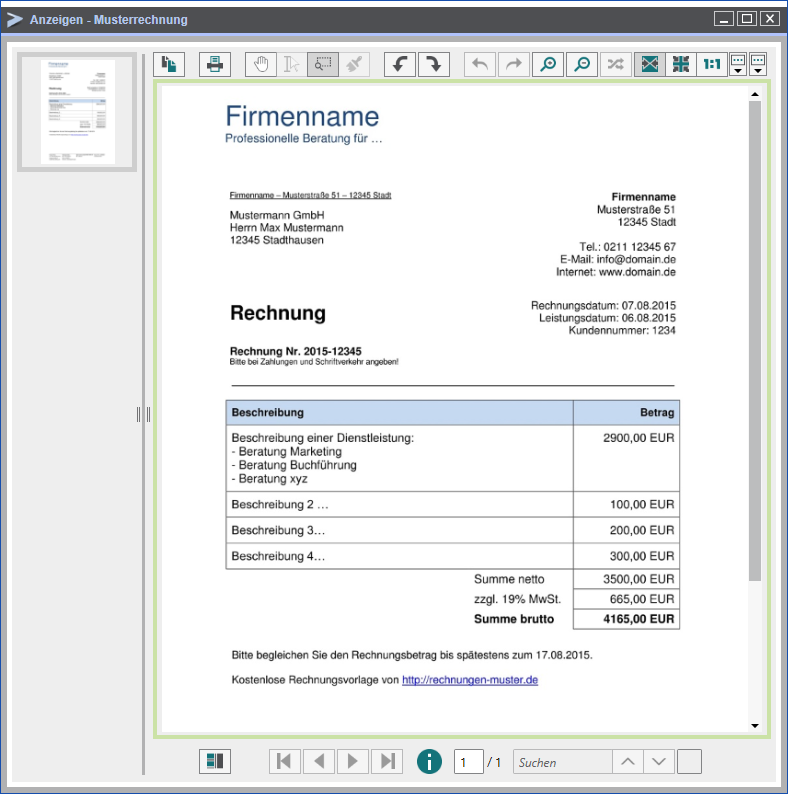 Anzeigen - Musterrechnung
1:1
Firmenname
Professionelle Beratung für …
Firmenname – Musterstraße 51 – 12345 Stadt
Mustermann GmbH
Herrn Max Mustermann
12345 Stadthausen
Firmenname
Musterstraße 51
12345 Stadt
Tel.: 0211 12345 67
E-Mail: info@domain.de
Internet: www.domain.de
Rechnung
Rechnungsdatum: 07.08.2015
Leistungsdatum: 06.08.2015
Kundennummer: 1234
Rechnung Nr. 2015-12345
Bitte bei Zahlungen und Schriftverkehr angeben!
Beschreibung Betrag
Beschreibung einer Dienstleistung: 2900,00 EUR
- Beratung Marketing
- Beratung Buchführung
- Beratung xyz
Beschreibung 2 … 100,00 EUR
Beschreibung 3… 200,00 EUR
Beschreibung 4… 300,00 EUR
Summe netto 3500,00 EUR
zzgl. 19% MwSt. 665,00 EUR
Summe brutto 4165,00 EUR
Bitte begleichen Sie den Rechnungsbetrag bis spätestens zum 17.08.2015.
Kostenlose Rechnungsvorlage von http://rechnungen-muster.de
1 / 1 Suchen